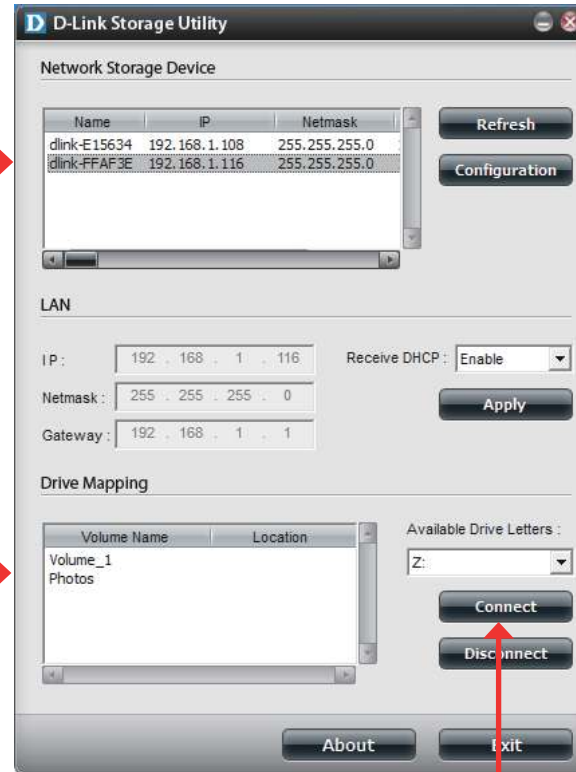 D D-Link Storage Utility
Network Storage Device
Name IP Netmask
dlink-E15634 192.168.1.108 255.255.255.0
dlink-FFAF3E 192.168.1.116 255.255.255.0
Refresh
Configuration
LAN
IP: 192 . 168 . 1 . 116
Receive DHCP : Enable
Netmask : 255 . 255 . 255 . 0
Apply
Gateway : 192 . 168 . 1 . 1
Drive Mapping
Volume Name Location
Volume_1
Photos
Available Drive Letters :
Z:
Connect
Disconnect
About
Exit